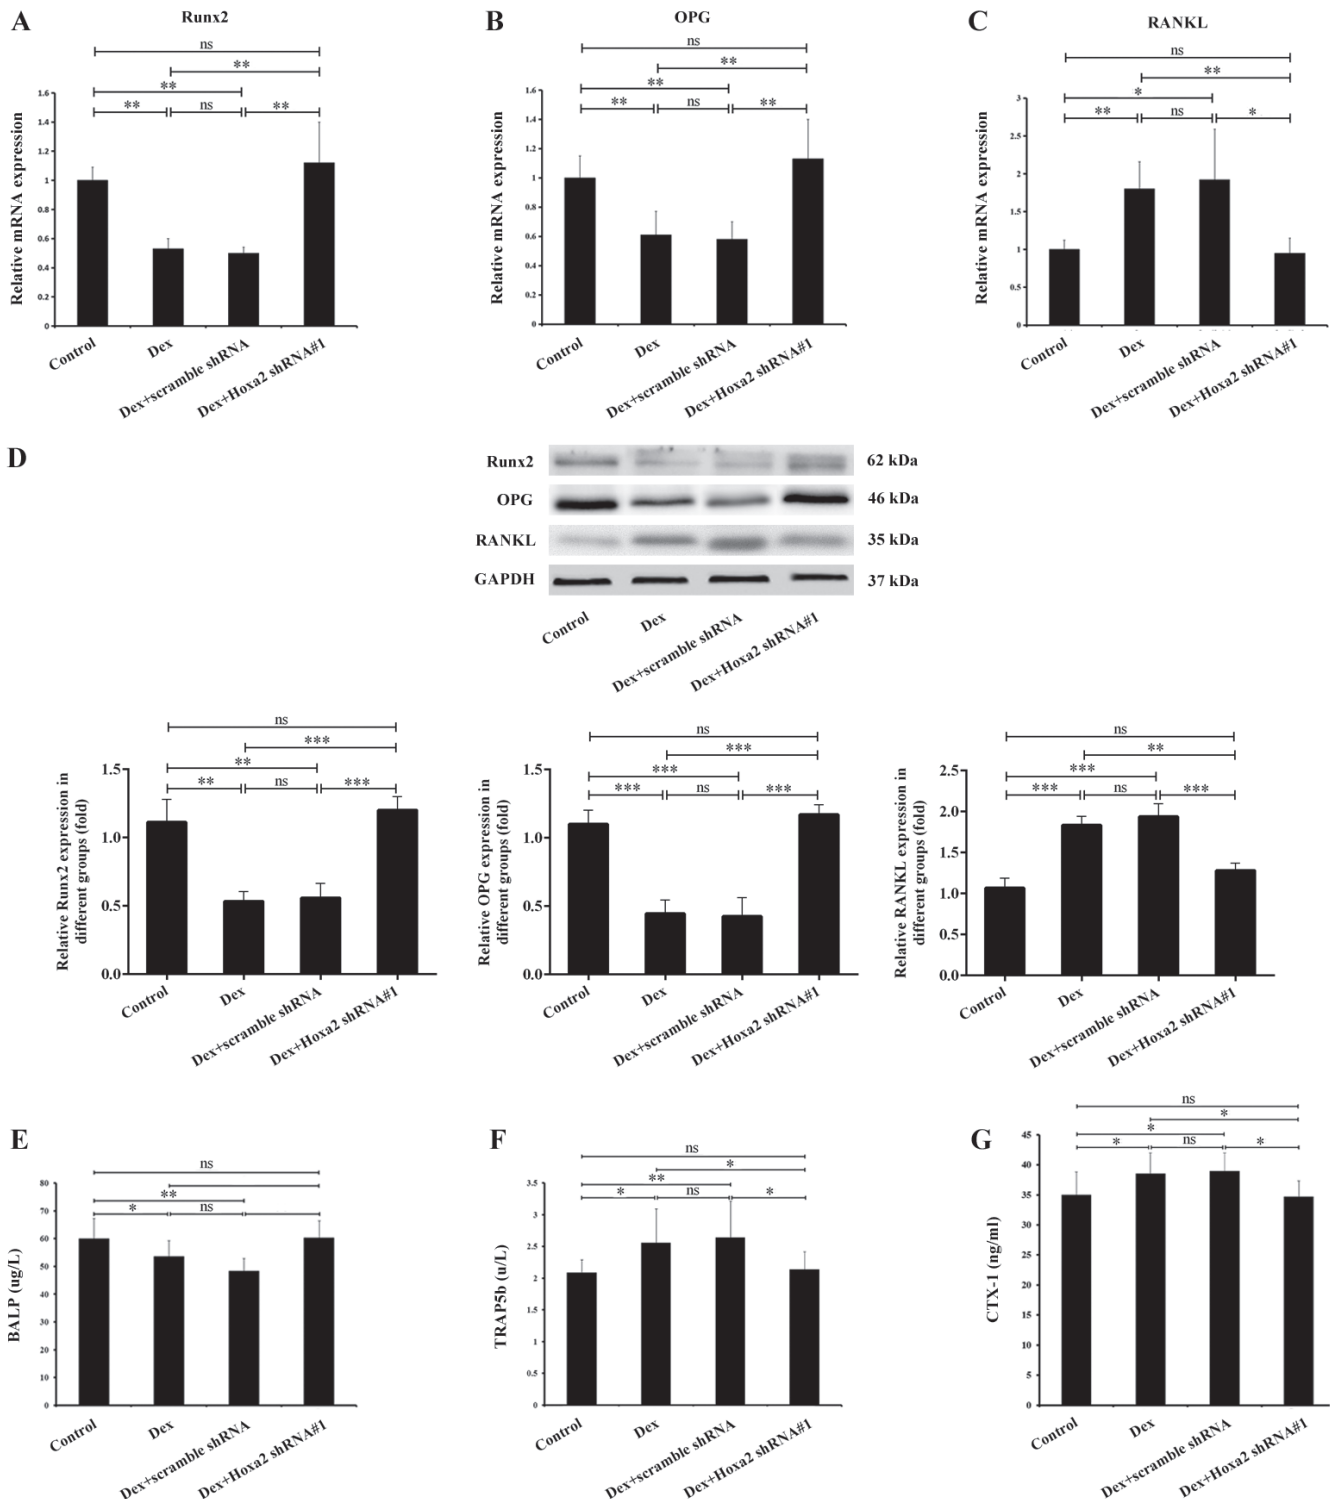 A
Runx2
ns
**
**
** ns **
Relative mRNA expression
1.6
1.4
1.2
1
0.8
0.6
0.4
0.2
0
Control
Dex
Dex+scramble shRNA
Dex+Hoxa2 shRNA#1
B
OPG
ns
**
**
** ns **
Relative mRNA expression
1.6
1.4
1.2
1
0.8
0.6
0.4
0.2
0
Control
Dex
Dex+scramble shRNA
Dex+Hoxa2 shRNA#1
C
RANKL
ns
**
*
** ns *
Relative mRNA expression
3
2.5
2
1.5
1
0.5
0
Control
Dex
Dex+scramble shRNA
Dex+Hoxa2 shRNA#1
D
Runx2 62 kDa
OPG 46 kDa
RANKL 35 kDa
GAPDH 37 kDa
Control
Dex
Dex+scramble shRNA
Dex+Hoxa2 shRNA#1
ns
***
**
** ns ***
Relative Runx2 expression in
different groups (fold)
1.5
1.0
0.5
0.0
Control
Dex
Dex+scramble shRNA
Dex+Hoxa2 shRNA#1
ns
***
***
*** ns ***
Relative OPG expression in
different groups (fold)
1.5
1.0
0.5
0.0
Control
Dex
Dex+scramble shRNA
Dex+Hoxa2 shRNA#1
ns
**
***
*** ns ***
Relative RANKL expression in
different groups (fold)
2.5
2.0
1.5
1.0
0.5
0.0
Control
Dex
Dex+scramble shRNA
Dex+Hoxa2 shRNA#1
E
ns
**
* ns
BALP (ug/L)
80
70
60
50
40
30
20
10
0
Control
Dex
Dex+scramble shRNA
Dex+Hoxa2 shRNA#1
F
ns
*
**
* ns *
TRAP5b (u/L)
3.5
3
2.5
2
1.5
1
0.5
0
Control
Dex
Dex+scramble shRNA
Dex+Hoxa2 shRNA#1
G
ns
*
*
* ns *
CTX-1 (ng/ml)
45
40
35
30
25
20
15
10
5
0
Control
Dex
Dex+scramble shRNA
Dex+Hoxa2 shRNA#1